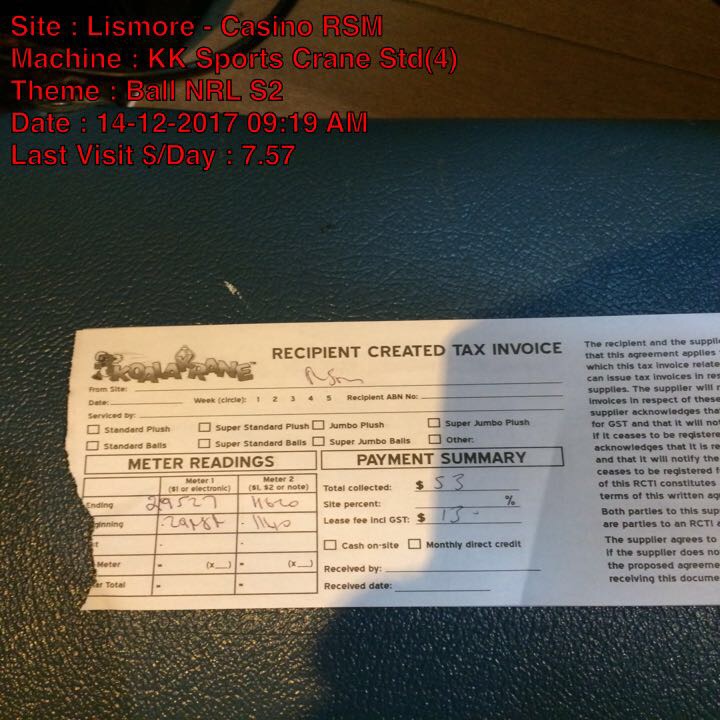 Site : Lismore - Casino RSM
Machine : KK Sports Crane Std(4)
Theme : Ball NRL S2
Date : 14-12-2017 09:19 AM
Last Visit $/Day : 7.57
KOALA CRANE
RECIPIENT CREATED TAX INVOICE
From Site: RSM
Date: Week (circle): 1 2 3 4 5 Recipient ABN No:
Serviced by:
Standard Plush Super Standard Plush Jumbo Plush Super Jumbo Plush
Standard Balls Super Standard Balls Super Jumbo Balls Other:
METER READINGS
Meter 1 Meter 2
($1 or electronic) ($1, $2 or note)
Ending 29527
ginning
t - -
Meter = (x__) = (x__)
er Total = =
PAYMENT SUMMARY
Total collected: $ 53
Site percent: %
Lease fee incl GST: $ 13 -
Cash on-site Monthly direct credit
Received by:
Received date:
The recipient and the supplie
that this agreement applies
which this tax invoice relate
can issue tax invoices in res
supplies. The supplier will n
invoices in respect of these
supplier acknowledges tha
for GST and that it will not
if it ceases to be registere
acknowledges that it is re
and that it will notify the
ceases to be registered f
of this RCTI constitutes
terms of this written ag
Both parties to this sup
are parties to an RCTI a
The supplier agrees to
if the supplier does no
the proposed agreeme
receiving this docume